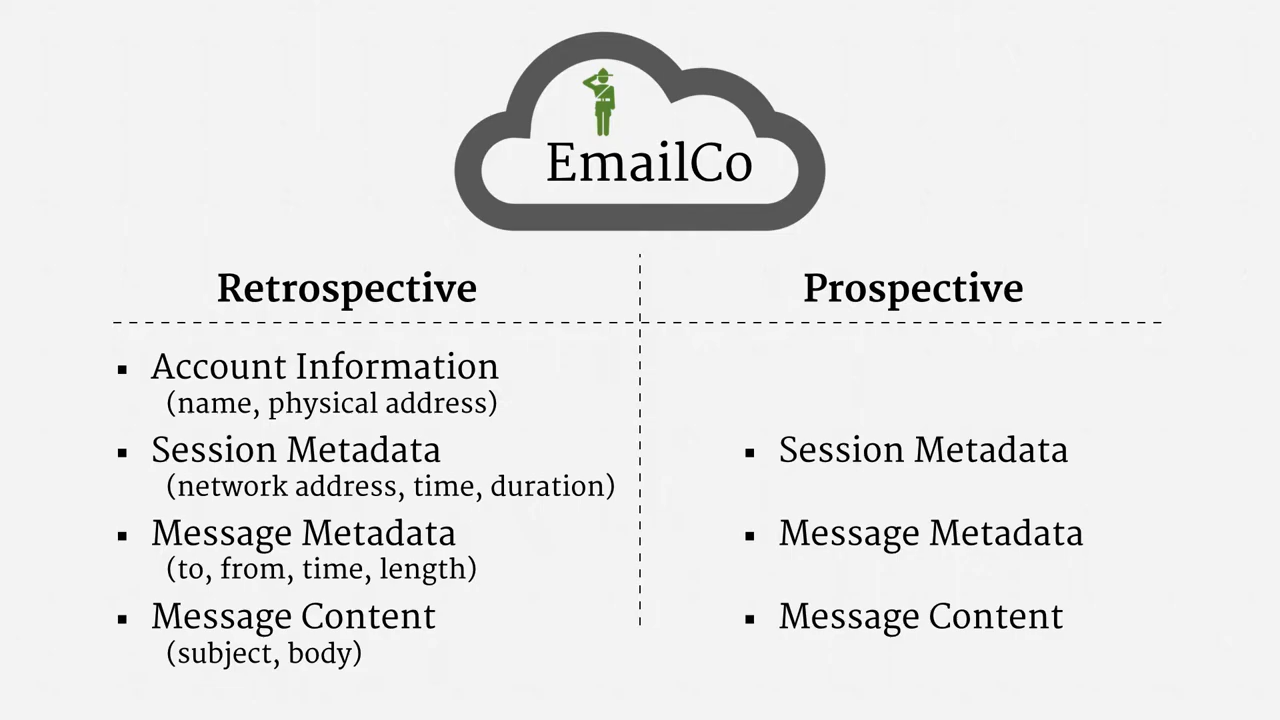 EmailCo
Retrospective
Prospective
▪ Account Information
(name, physical address)
▪ Session Metadata
(network address, time, duration)
▪ Message Metadata
(to, from, time, length)
▪ Message Content
(subject, body)
▪ Session Metadata
▪ Message Metadata
▪ Message Content